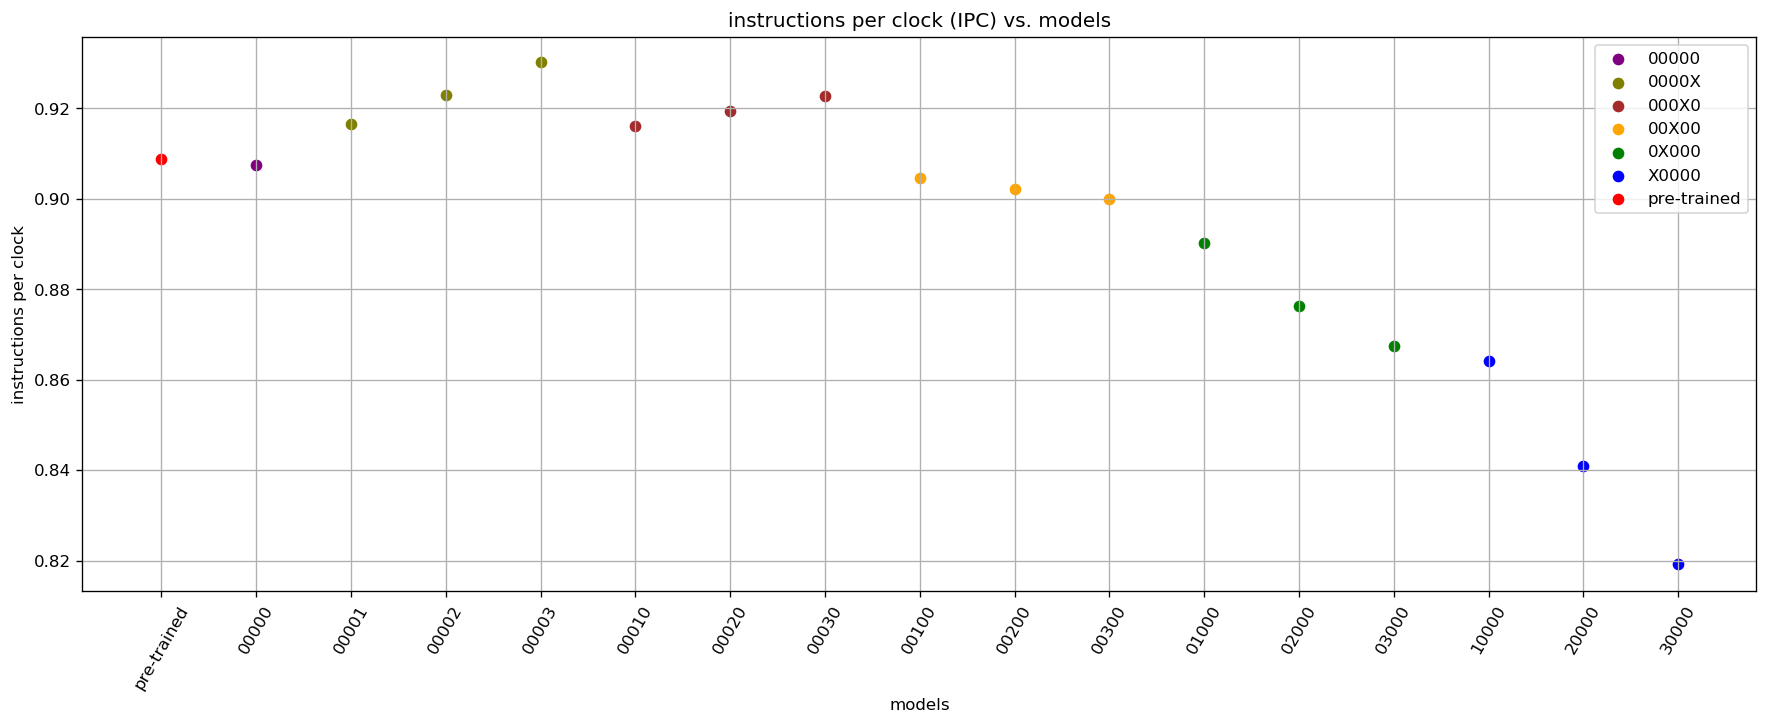 instructions per clock (IPC) vs. models
instructions per clock
0.92
0.90
0.88
0.86
0.84
0.82
00000
0000X
000X0
00X00
0X000
X0000
pre-trained
pre-trained
00000
00001
00002
00003
00010
00020
00030
00100
00200
00300
01000
02000
03000
10000
20000
30000
models